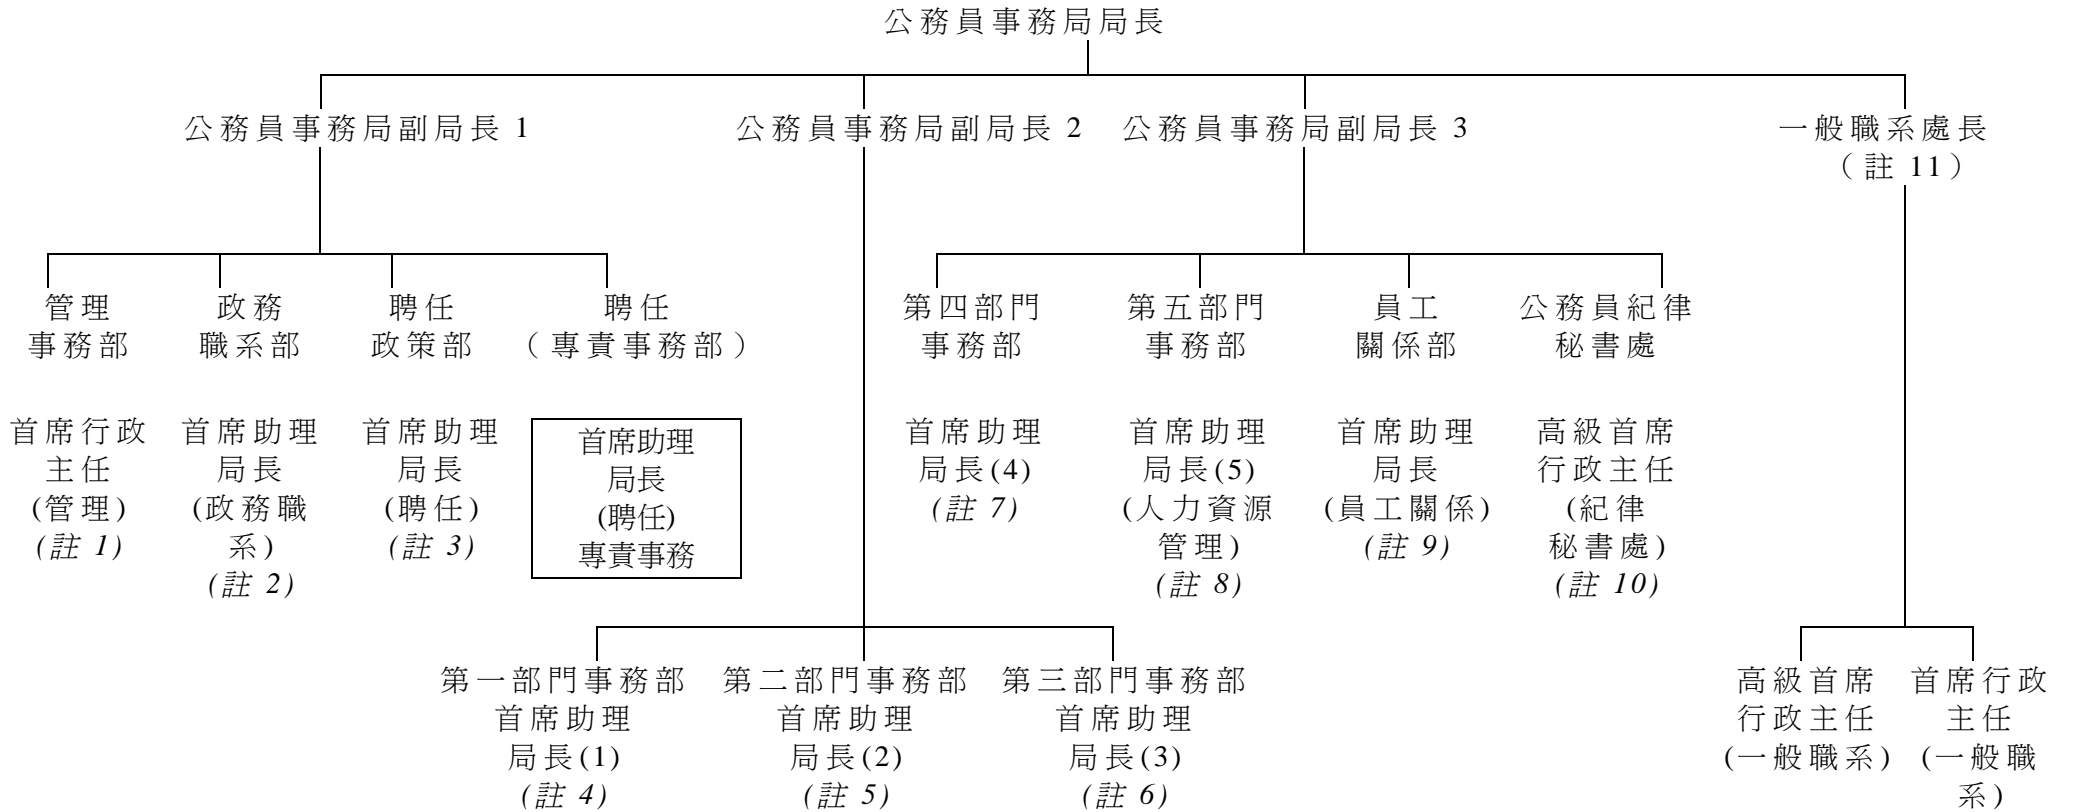 公務員事務局局長
公務員事務局副局長 1
公務員事務局副局長 2
公務員事務局副局長 3
一般職系處長
（註 11）
管理
事務部
政務
職系部
聘任
政策部
聘任
（專責事務部）
第四部門
事務部
第五部門
事務部
員工
關係部
公務員紀律
秘書處
首席行政
主任
(管理)
(註 1)
首席助理
局長
(政務職
系)
(註 2)
首席助理
局長
(聘任)
(註 3)
首席助理
局長
(聘任)
專責事務
首席助理
局長(4)
(註 7)
首席助理
局長(5)
(人力資源
管理)
(註 8)
首席助理
局長
(員工關係)
(註 9)
高級首席
行政主任
(紀律
秘書處)
(註 10)
第一部門事務部
首席助理
局長(1)
(註 4)
第二部門事務部
首席助理
局長(2)
(註 5)
第三部門事務部
首席助理
局長(3)
(註 6)
高級首席
行政主任
(一般職系)
首席行政
主任
(一般職
系)